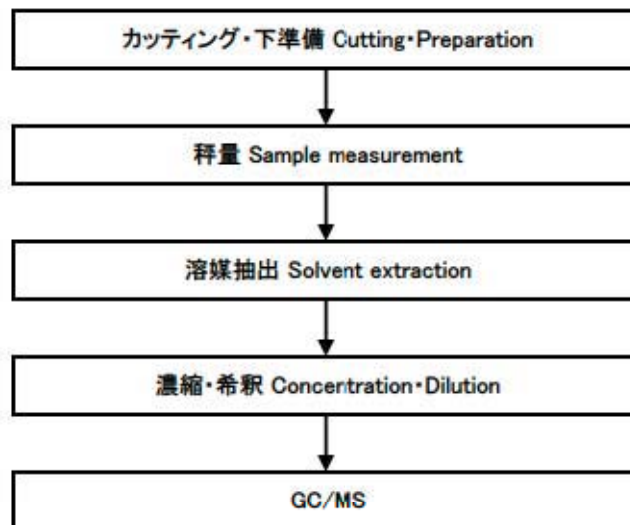 カッティング・下準備 Cutting・Preparation
秤量 Sample measurement
溶媒抽出 Solvent extraction
濃縮・希釈 Concentration・Dilution
GC/MS